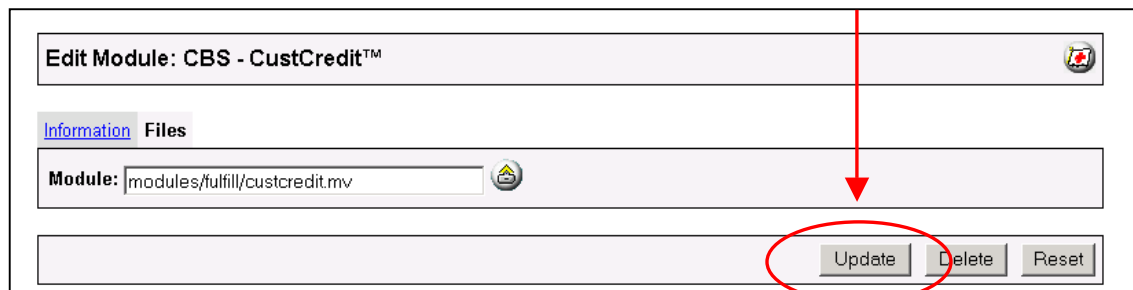 Edit Module: CBS - CustCredit™
Information Files
Module: modules/fulfill/custcredit.mv
Update Delete Reset